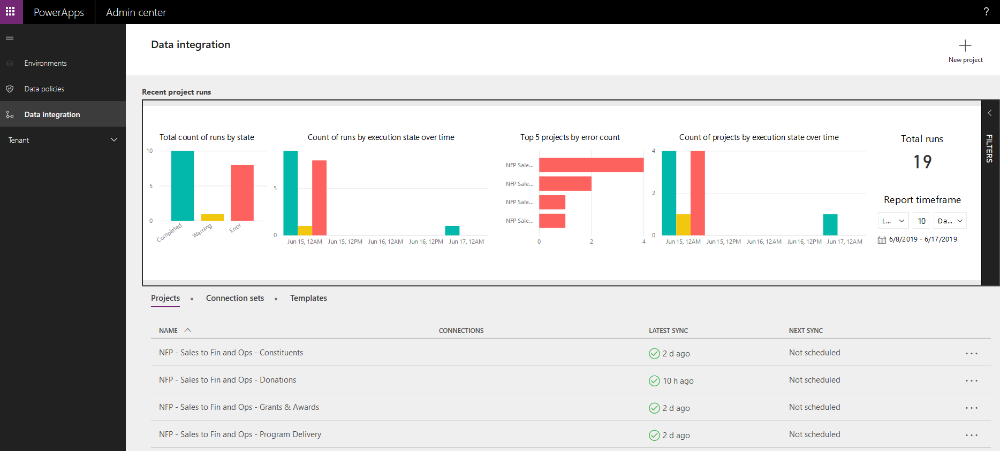 PowerApps
Admin center
?
Data integration
New project
Environments
Data policies
Data integration
Tenant
Recent project runs
Total count of runs by state
10
5
0
Completed
Warning
Error
Count of runs by execution state over time
5
0
Jun 15, 12AM
Jun 15, 12PM
Jun 16, 12AM
Jun 16, 12PM
Jun 17, 12AM
Top 5 projects by error count
NFP Sale...
NFP Sale...
NFP Sale...
NFP Sale...
0
2
4
Count of projects by execution state over time
4
2
0
Jun 15, 12AM
Jun 15, 12PM
Jun 16, 12AM
Jun 16, 12PM
Jun 17, 12AM
Total runs
19
Report timeframe
L...
10
Da...
6/8/2019 - 6/17/2019
FILTERS
Projects
Connection sets
Templates
NAME CONNECTIONS LATEST SYNC NEXT SYNC
NFP - Sales to Fin and Ops - Constituents 2 d ago Not scheduled ...
NFP - Sales to Fin and Ops - Donations 10 h ago Not scheduled ...
NFP - Sales to Fin and Ops - Grants & Awards 2 d ago Not scheduled ...
NFP - Sales to Fin and Ops - Program Delivery 2 d ago Not scheduled ...